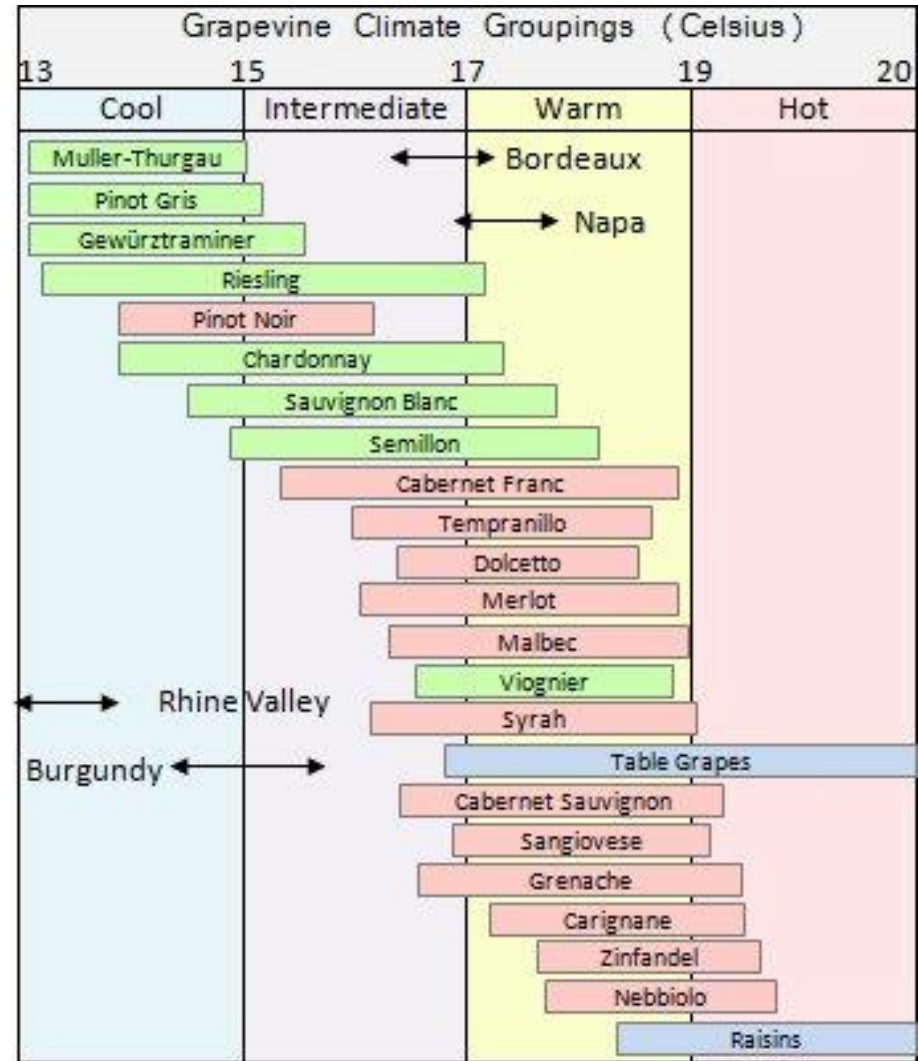 Grapevine Climate Groupings (Celsius)
13 15 17 19 20
Cool Intermediate Warm Hot
Muller-Thurgau
Bordeaux
Pinot Gris
Napa
Gewürztraminer
Riesling
Pinot Noir
Chardonnay
Sauvignon Blanc
Semillon
Cabernet Franc
Tempranillo
Dolcetto
Merlot
Malbec
Viognier
Rhine Valley
Syrah
Burgundy
Table Grapes
Cabernet Sauvignon
Sangiovese
Grenache
Carignane
Zinfandel
Nebbiolo
Raisins